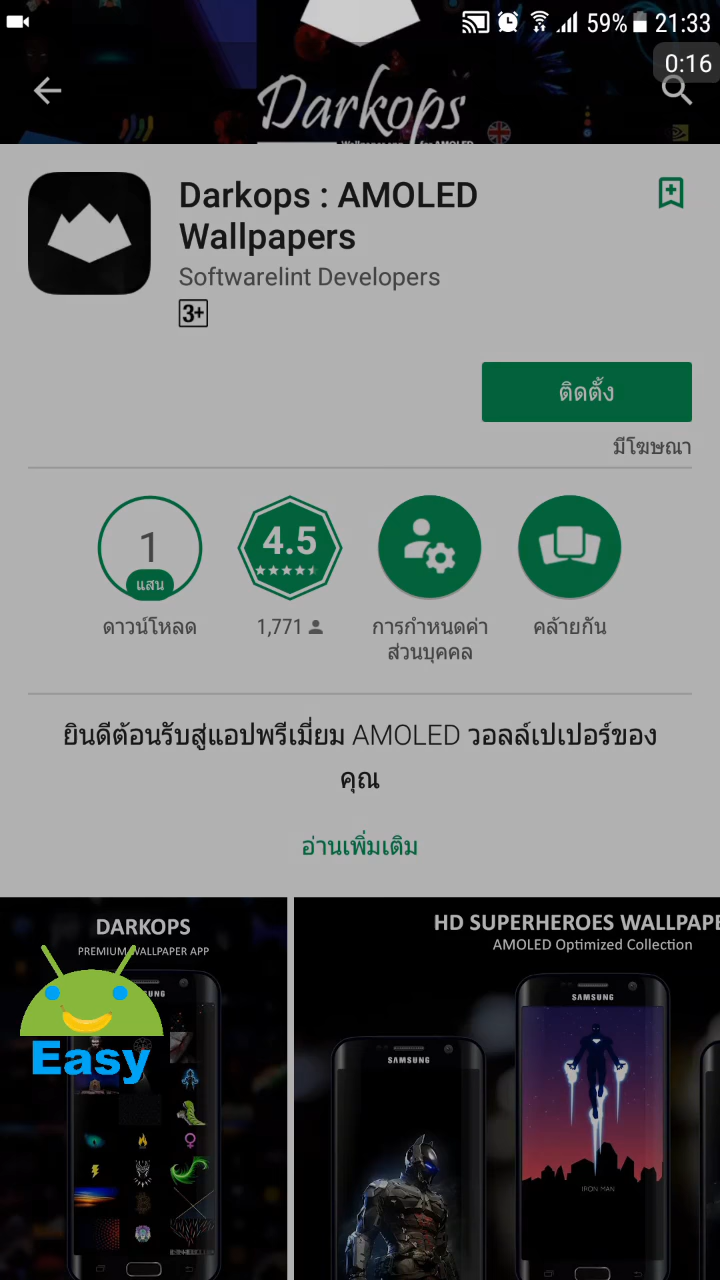 59% 21:33
0:16
Darkops
Wallpaper app for AMOLED
Darkops : AMOLED
Wallpapers
Softwarelint Developers
3+
ติดตั้ง
มีโฆษณา
1
แสน
4.5
ดาวน์โหลด
1,771
การกำหนดค่า
ส่วนบุคคล
คล้ายกัน
ยินดีต้อนรับสู่แอปพรีเมี่ยม AMOLED วอลล์เปเปอร์ของ
คุณ
อ่านเพิ่มเติม
DARKOPS
PREMIUM WALLPAPER APP
SUNG
Easy
HD SUPERHEROES WALLPAPE
AMOLED Optimized Collection
SAMSUNG
SAMSUNG
IRON MAN